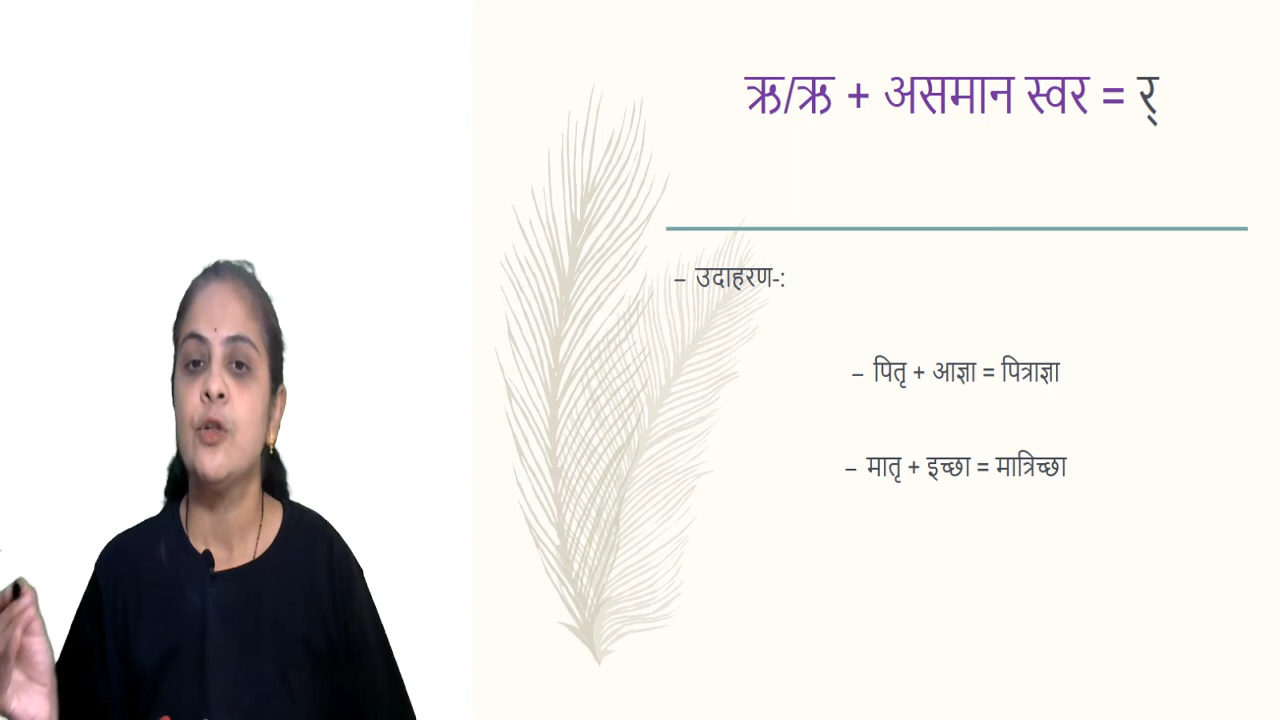 ऋ/ऋ + असमान स्वर = र्
– उदाहरण-:
– पितृ + आज्ञा = पित्राज्ञा
– मातृ + इच्छा = मात्रिच्छा